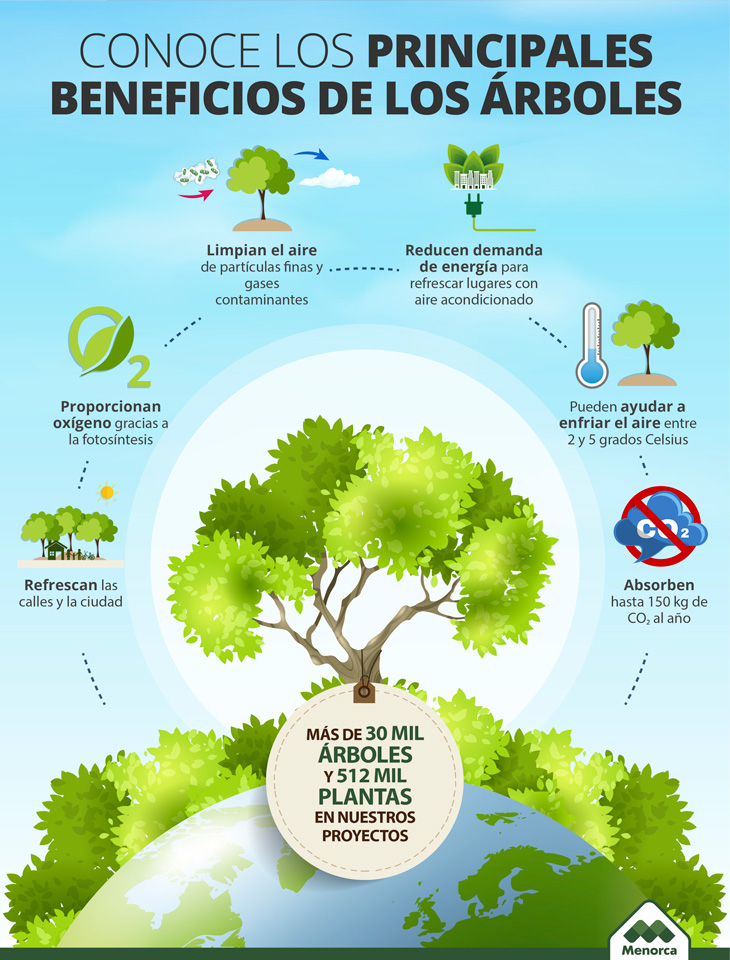 CONOCE LOS PRINCIPALES
BENEFICIOS DE LOS ÁRBOLES
Limpian el aire
de partículas finas y
gases
contaminantes
Reducen demanda
de energía para
refrescar lugares con
aire acondicionado
2
Proporcionan
oxígeno gracias a
la fotosíntesis
Pueden ayudar a
enfriar el aire entre
2 y 5 grados Celsius
Refrescan las
calles y la ciudad
CO₂
Absorben
hasta 150 kg de
CO₂ al año
MÁS DE 30 MIL
ÁRBOLES
Y 512 MIL
PLANTAS
EN NUESTROS
PROYECTOS
Menorca